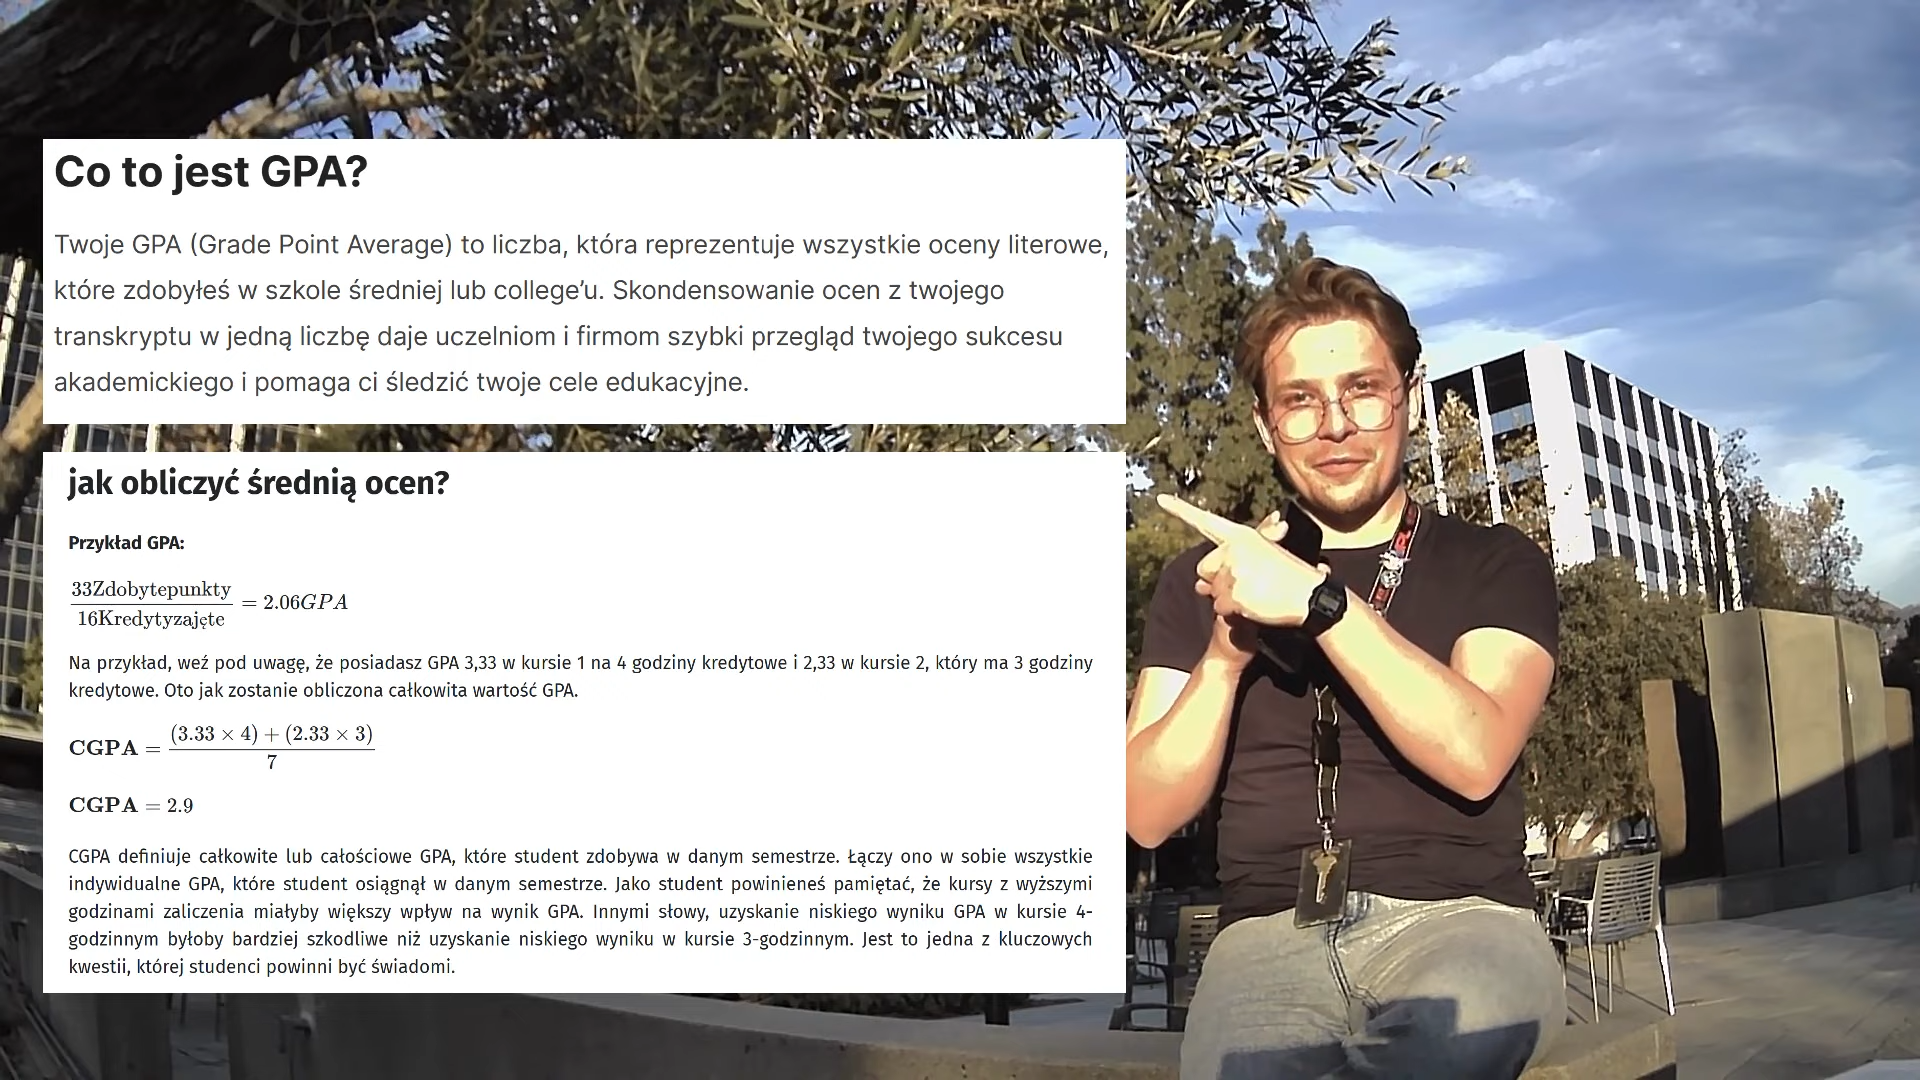 Co to jest GPA?
Twoje GPA (Grade Point Average) to liczba, która reprezentuje wszystkie oceny literowe,
które zdobyłeś w szkole średniej lub college’u. Skondensowanie ocen z twojego
transkryptu w jedną liczbę daje uczelniom i firmom szybki przegląd twojego sukcesu
akademickiego i pomaga ci śledzić twoje cele edukacyjne.
jak obliczyć średnią ocen?
Przykład GPA:
33Zdobytepunkty
16Kredytyzajęte
= 2.06GPA
Na przykład, weź pod uwagę, że posiadasz GPA 3,33 w kursie 1 na 4 godziny kredytowe i 2,33 w kursie 2, który ma 3 godziny
kredytowe. Oto jak zostanie obliczona całkowita wartość GPA.
CGPA =
(3.33 × 4) + (2.33 × 3)
7
CGPA = 2.9
CGPA definiuje całkowite lub całościowe GPA, które student zdobywa w danym semestrze. Łączy ono w sobie wszystkie
indywidualne GPA, które student osiągnął w danym semestrze. Jako student powinieneś pamiętać, że kursy z wyższymi
godzinami zaliczenia miałyby większy wpływ na wynik GPA. Innymi słowy, uzyskanie niskiego wyniku GPA w kursie 4-
godzinnym byłoby bardziej szkodliwe niż uzyskanie niskiego wyniku w kursie 3-godzinnym. Jest to jedna z kluczowych
kwestii, której studenci powinni być świadomi.